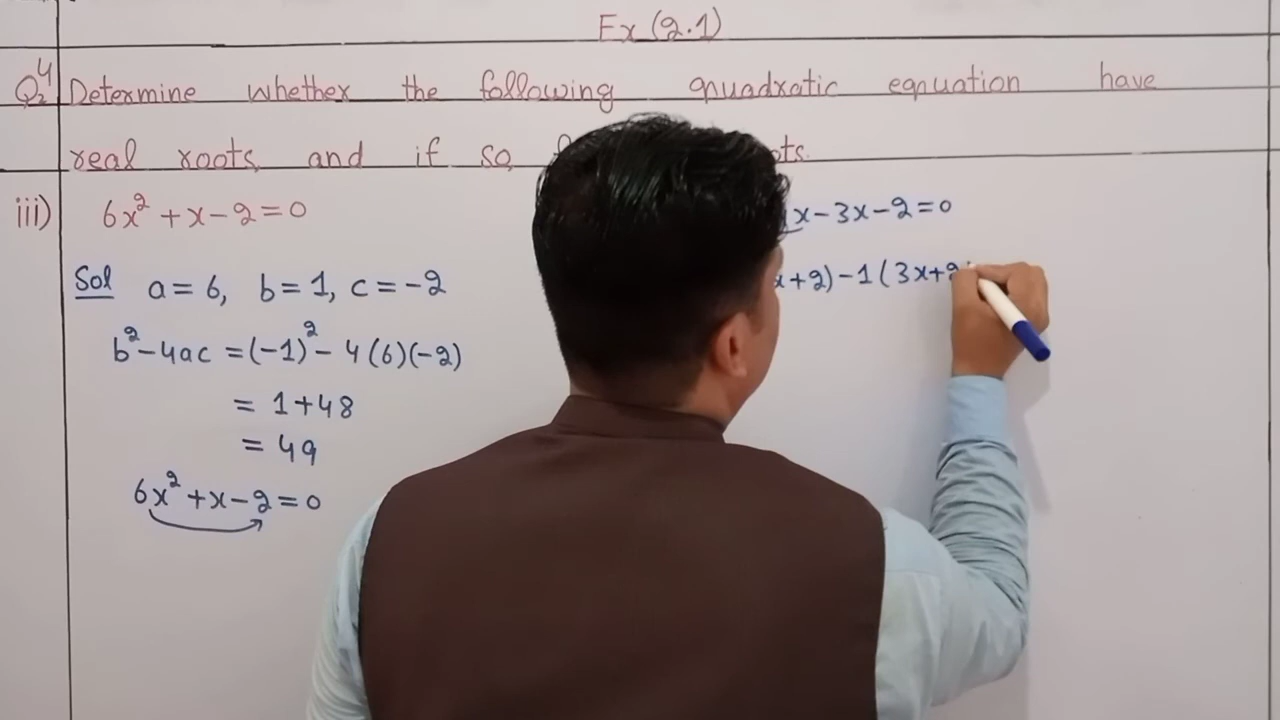 Ex (2.1)
Q4 Determine whether the following quadratic equation have
real roots, and if so,
iii) 6x² + x - 2 = 0
Sol a = 6, b = 1, c = -2
b² - 4ac = (-1)² - 4(6)(-2)
= 1 + 48
= 49
6x² + x - 2 = 0
x - 3x - 2 = 0
x + 2) - 1(3x + 2